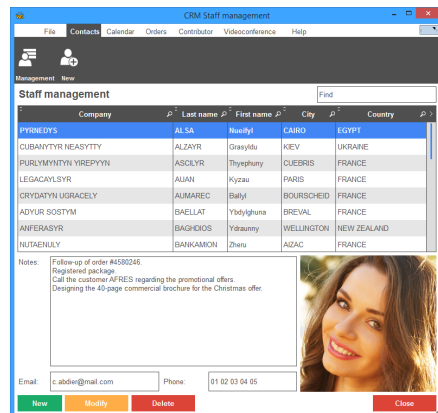 CRM Staff management
File Contacts Calendar Orders Contributor Videoconference Help
Management New
Staff management Find
Company Last name First name City Country
PYRNEDYS ALSA Nueifyl CAIRO EGYPT
CUBANYTYR NEASYTTY ALZAYR Grasyldu KIEV UKRAINE
PURLYMYNTYN YIREPYYN ASCILYR Thyephuny CUEBRIS FRANCE
LEGACAYLSYR AUAN Kyzau PARIS FRANCE
CRYDATYN UGRACELY AUMAREC Ballyl BOURSCHEID FRANCE
ADYUR SOSTYM BAELLAT Ybdylghuna BREVAL FRANCE
ANFERASYR BAGHDIOS Ydraunny WELLINGTON NEW ZEALAND
NUTAENULY BANKAMION Zheru AIZAC FRANCE
Notes: Follow-up of order #4580246.
Registered package.
Call the customer AFRES regarding the promotional offers.
Designing the 40-page commercial brochure for the Christmas offer.
Email: c.abdier@mail.com Phone: 01 02 03 04 05
New Modify Delete Close